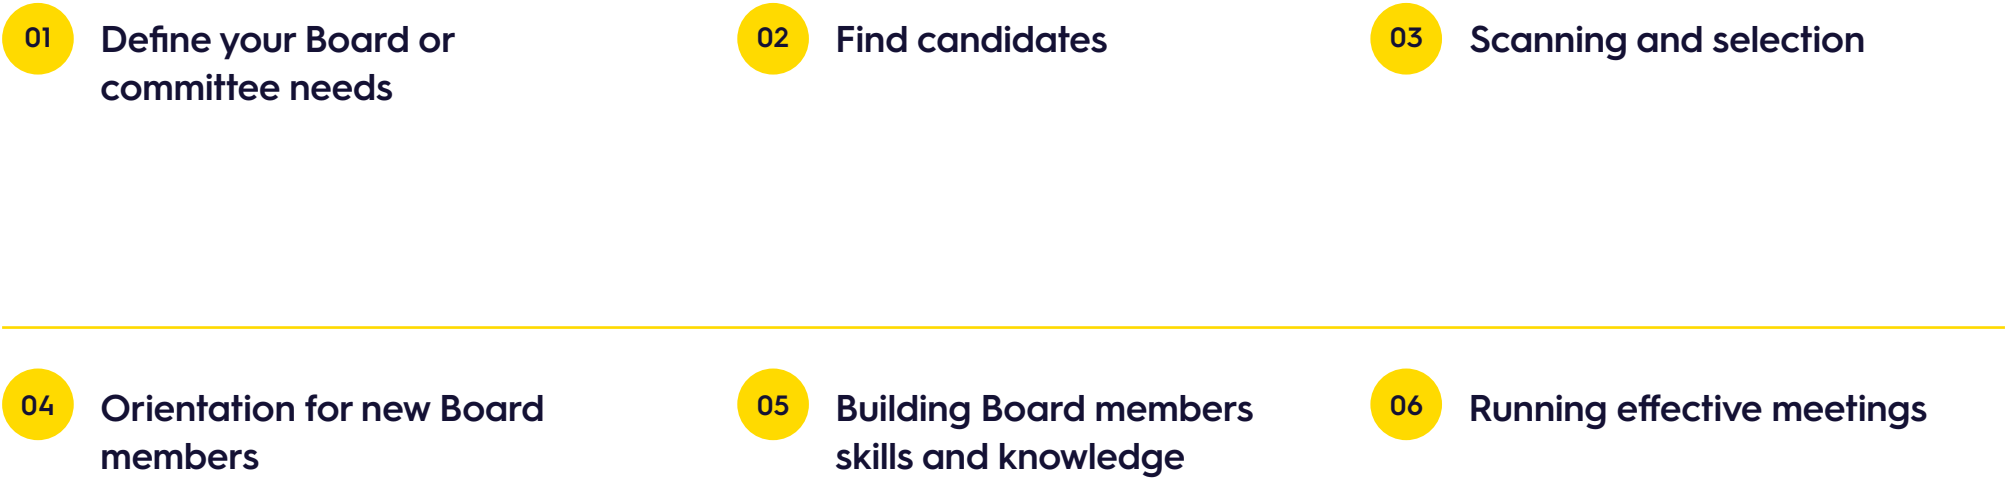 01
Define your Board or
committee needs
02
Find candidates
03
Scanning and selection
04
Orientation for new Board
members
05
Building Board members
skills and knowledge
06
Running effective meetings